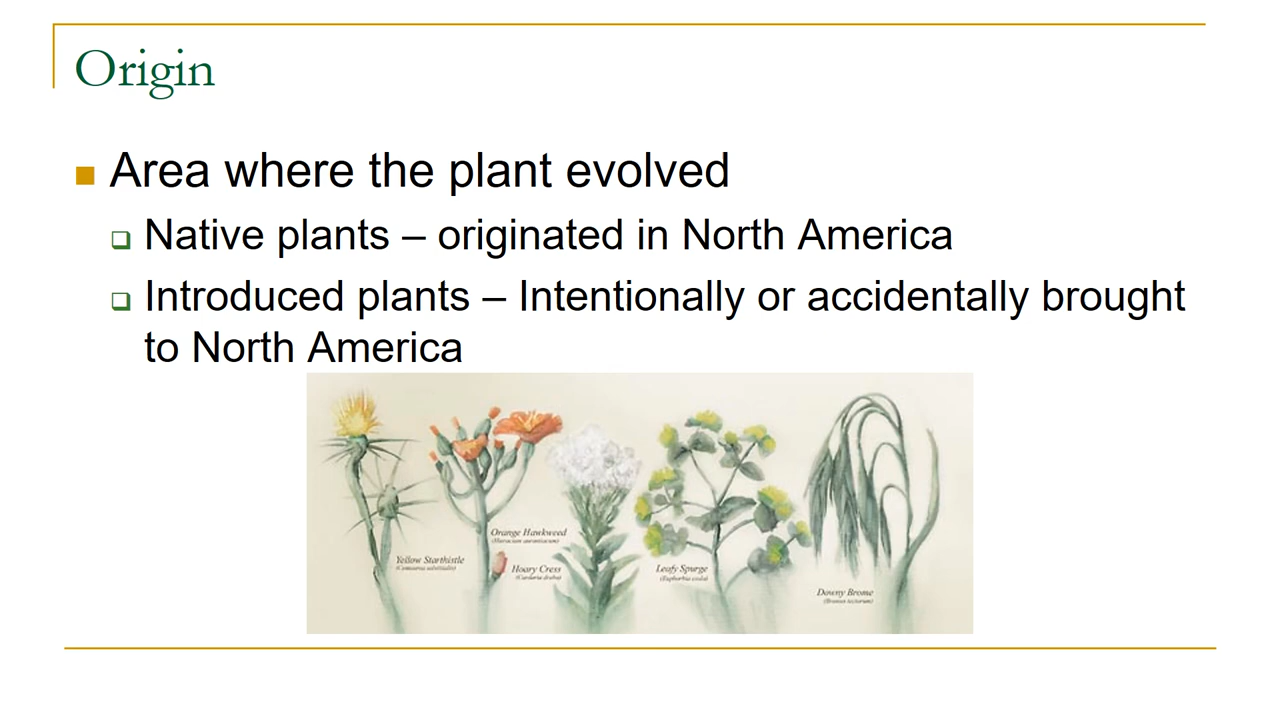 Origin
Area where the plant evolved
Native plants – originated in North America
Introduced plants – Intentionally or accidentally brought
to North America
Yellow Starthistle
Orange Hawkweed
Hoary Cress
Leafy Spurge
Downy Brome